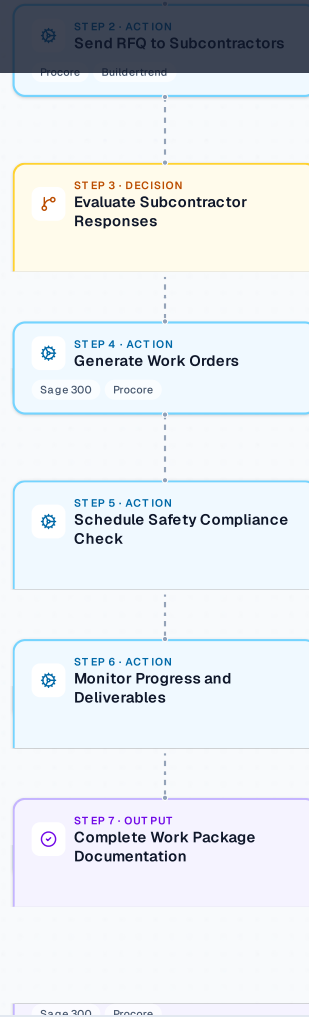 STEP 2 · ACTION
Send RFQ to Subcontractors
Procore Buildertrend
STEP 3 · DECISION
Evaluate Subcontractor
Responses
STEP 4 · ACTION
Generate Work Orders
Sage 300 Procore
STEP 5 · ACTION
Schedule Safety Compliance
Check
STEP 6 · ACTION
Monitor Progress and
Deliverables
STEP 7 · OUTPUT
Complete Work Package
Documentation
Sage 300 Procore